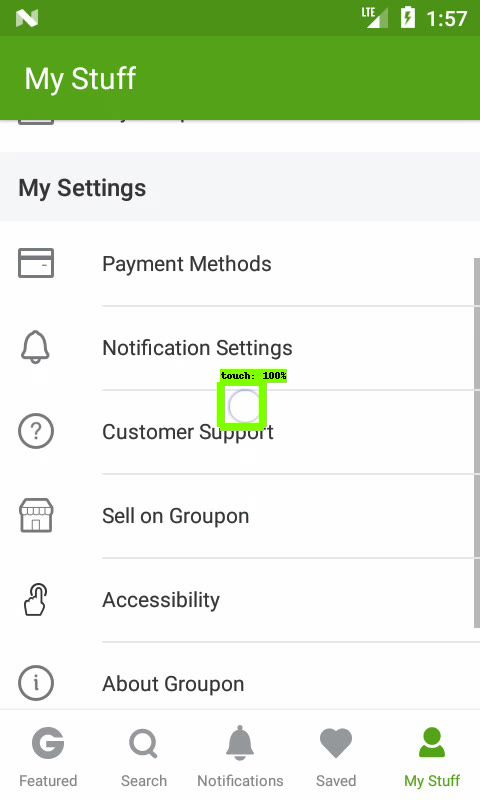 LTE 1:57
My Stuff
My Settings
Payment Methods
Notification Settings
touch: 100%
Customer Support
Sell on Groupon
Accessibility
About Groupon
Featured Search Notifications Saved My Stuff